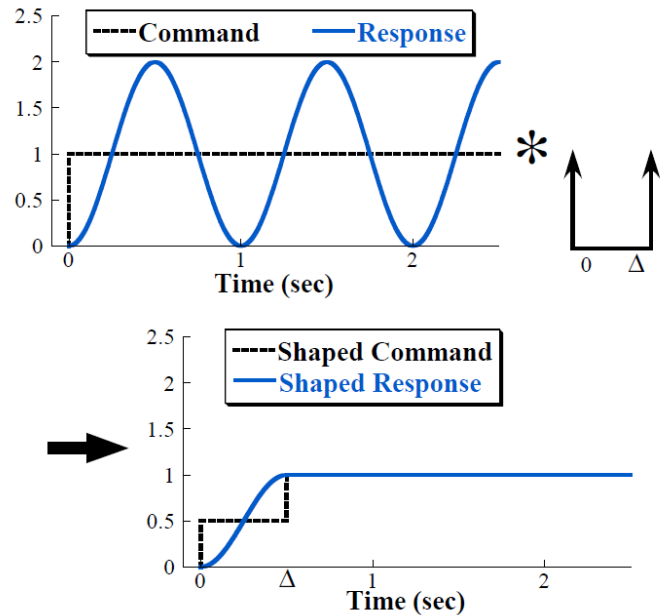 Command Response
2.5
2
1.5
1
0.5
0
0 1 2
Time (sec)
*
0 Δ
Shaped Command
Shaped Response
2.5
2
1.5
1
0.5
0
0 Δ 1 2
Time (sec)